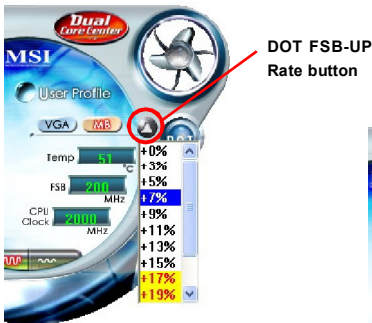 Dual
Core Center
MSI
DOT FSB-UP
Rate button
User Profile
VGA MB
DOT
Temp 51 °C
FSB 200 MHz
CPU Clock 2000 MHz
+0%
+3%
+5%
+7%
+9%
+11%
+13%
+15%
+17%
+19%